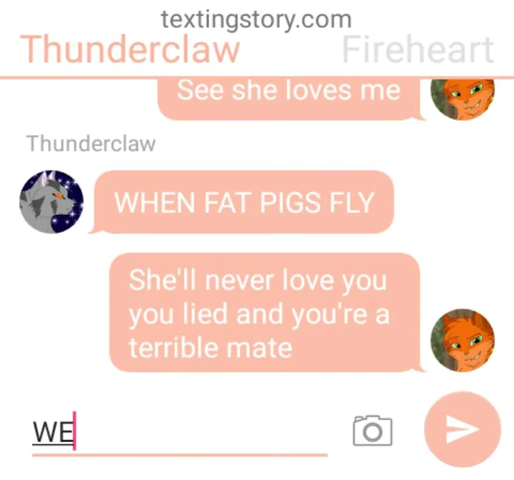 textingstory.com
Thunderclaw Fireheart
See she loves me
Thunderclaw
WHEN FAT PIGS FLY
She'll never love you
you lied and you're a
terrible mate
WE